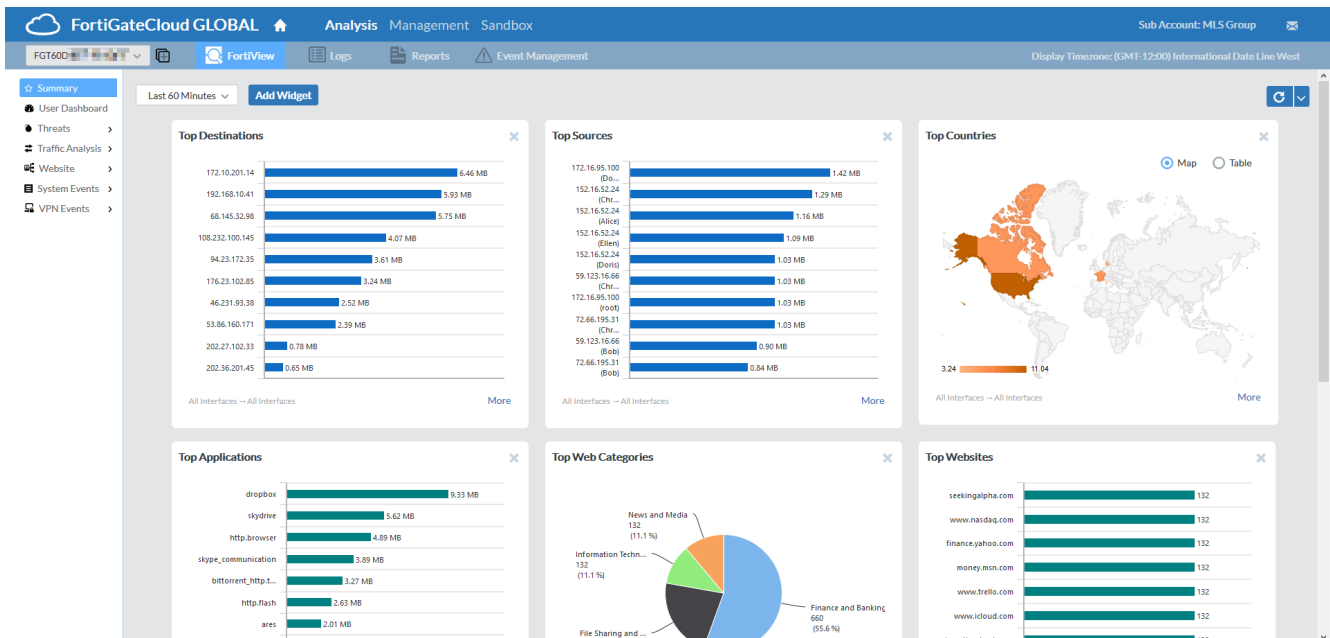 FortiGateCloud GLOBAL Analysis Management Sandbox Sub Account: MLS Group
FGT60D FortiView Logs Reports Event Management Display Timezone: (GMT-12:00) International Date Line West
Summary
User Dashboard
Threats
Traffic Analysis
Website
System Events
VPN Events
Last 60 Minutes Add Widget
Top Destinations
172.10.201.14 6.46 MB
192.168.10.41 5.93 MB
68.145.32.98 5.75 MB
108.232.100.145 4.07 MB
94.23.172.35 3.61 MB
176.23.102.85 3.24 MB
46.231.93.38 2.52 MB
53.86.160.171 2.39 MB
202.27.102.33 0.78 MB
202.36.201.45 0.65 MB
All Interfaces → All Interfaces More
Top Sources
172.16.95.100
(Do... 1.42 MB
152.16.52.24
(Chr... 1.29 MB
152.16.52.24
(Alice) 1.16 MB
152.16.52.24
(Ellen) 1.09 MB
152.16.52.24
(Doris) 1.03 MB
59.123.16.66
(Chr... 1.03 MB
172.16.95.100
(root) 1.03 MB
72.66.195.31
(Chr... 1.03 MB
59.123.16.66
(Bob) 0.90 MB
72.66.195.31
(Bob) 0.84 MB
All Interfaces → All Interfaces More
Top Countries
Map Table
3.24 11.04
All Interfaces → All Interfaces More
Top Applications
dropbox 9.33 MB
skydrive 5.62 MB
http.browser 4.89 MB
skype_communication 3.89 MB
bittorrent_http.t... 3.27 MB
http.flash 2.63 MB
ares 2.01 MB
Top Web Categories
News and Media
132
(11.1 %)
Information Techn...
132
(11.1 %)
Finance and Banking
660
(55.6 %)
File Sharing and ...
Top Websites
seekingalpha.com 132
www.nasdaq.com 132
finance.yahoo.com 132
money.msn.com 132
www.trello.com 132
www.icloud.com 132